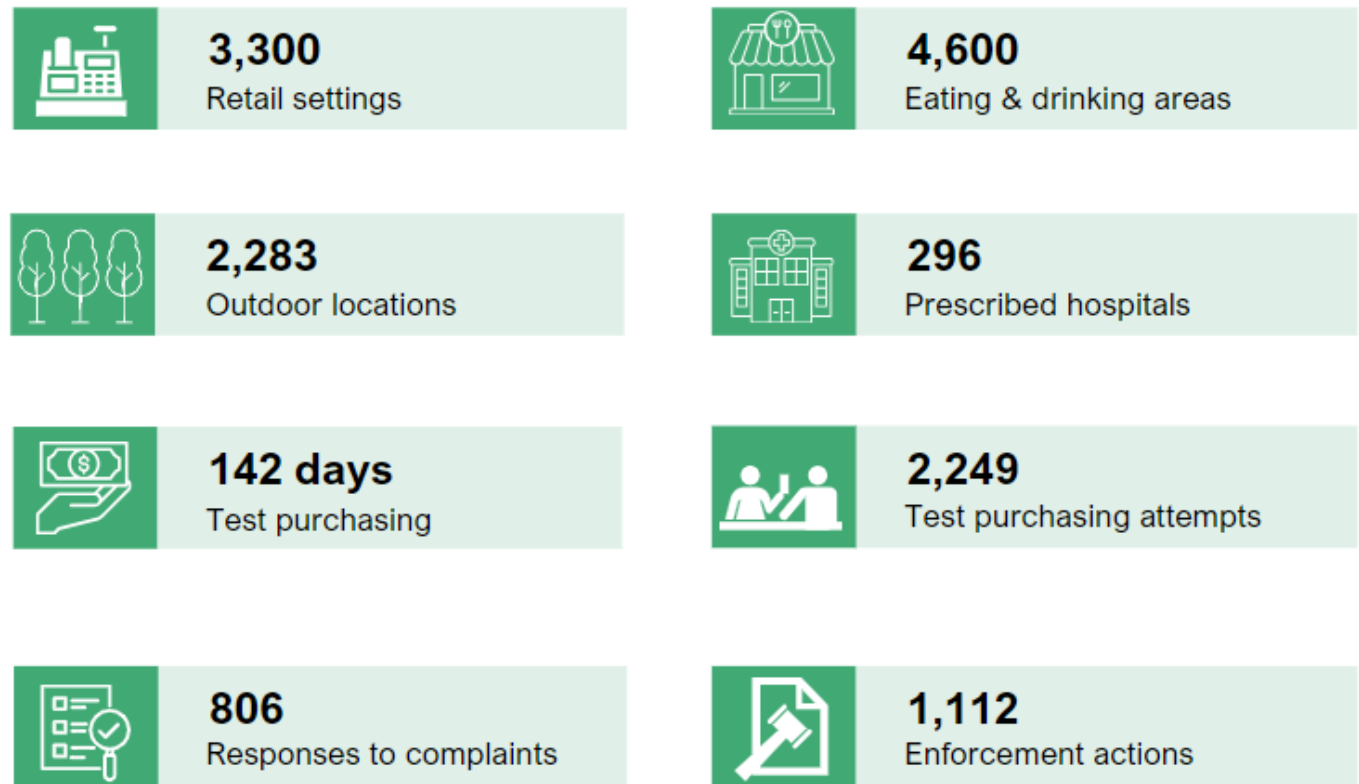 3,300
Retail settings
4,600
Eating & drinking areas
2,283
Outdoor locations
296
Prescribed hospitals
142 days
Test purchasing
2,249
Test purchasing attempts
806
Responses to complaints
1,112
Enforcement actions